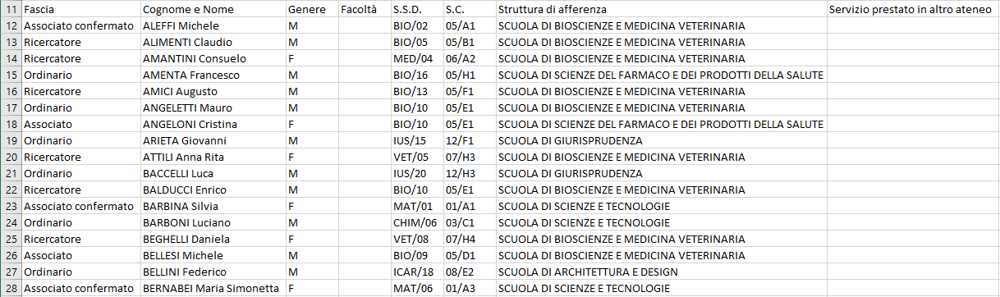 11 Fascia Cognome e Nome Genere Facoltà S.S.D. S.C. Struttura di afferenza Servizio prestato in altro ateneo
12 Associato confermato ALEFFI Michele M BIO/02 05/A1 SCUOLA DI BIOSCIENZE E MEDICINA VETERINARIA
13 Ricercatore ALIMENTI Claudio M BIO/05 05/B1 SCUOLA DI BIOSCIENZE E MEDICINA VETERINARIA
14 Ricercatore AMANTINI Consuelo F MED/04 06/A2 SCUOLA DI BIOSCIENZE E MEDICINA VETERINARIA
15 Ordinario AMENTA Francesco M BIO/16 05/H1 SCUOLA DI SCIENZE DEL FARMACO E DEI PRODOTTI DELLA SALUTE
16 Ricercatore AMICI Augusto M BIO/13 05/F1 SCUOLA DI BIOSCIENZE E MEDICINA VETERINARIA
17 Ordinario ANGELETTI Mauro M BIO/10 05/E1 SCUOLA DI BIOSCIENZE E MEDICINA VETERINARIA
18 Associato ANGELONI Cristina F BIO/10 05/E1 SCUOLA DI SCIENZE DEL FARMACO E DEI PRODOTTI DELLA SALUTE
19 Ordinario ARIETA Giovanni M IUS/15 12/F1 SCUOLA DI GIURISPRUDENZA
20 Ricercatore ATTILI Anna Rita F VET/05 07/H3 SCUOLA DI BIOSCIENZE E MEDICINA VETERINARIA
21 Ordinario BACCELLI Luca M IUS/20 12/H3 SCUOLA DI GIURISPRUDENZA
22 Ricercatore BALDUCCI Enrico M BIO/10 05/E1 SCUOLA DI BIOSCIENZE E MEDICINA VETERINARIA
23 Associato confermato BARBINA Silvia F MAT/01 01/A1 SCUOLA DI SCIENZE E TECNOLOGIE
24 Ordinario BARBONI Luciano M CHIM/06 03/C1 SCUOLA DI SCIENZE E TECNOLOGIE
25 Ricercatore BEGHELLI Daniela F VET/08 07/H4 SCUOLA DI BIOSCIENZE E MEDICINA VETERINARIA
26 Associato BELLESI Michele M BIO/09 05/D1 SCUOLA DI BIOSCIENZE E MEDICINA VETERINARIA
27 Ordinario BELLINI Federico M ICAR/18 08/E2 SCUOLA DI ARCHITETTURA E DESIGN
28 Associato confermato BERNABEI Maria Simonetta F MAT/06 01/A3 SCUOLA DI SCIENZE E TECNOLOGIE